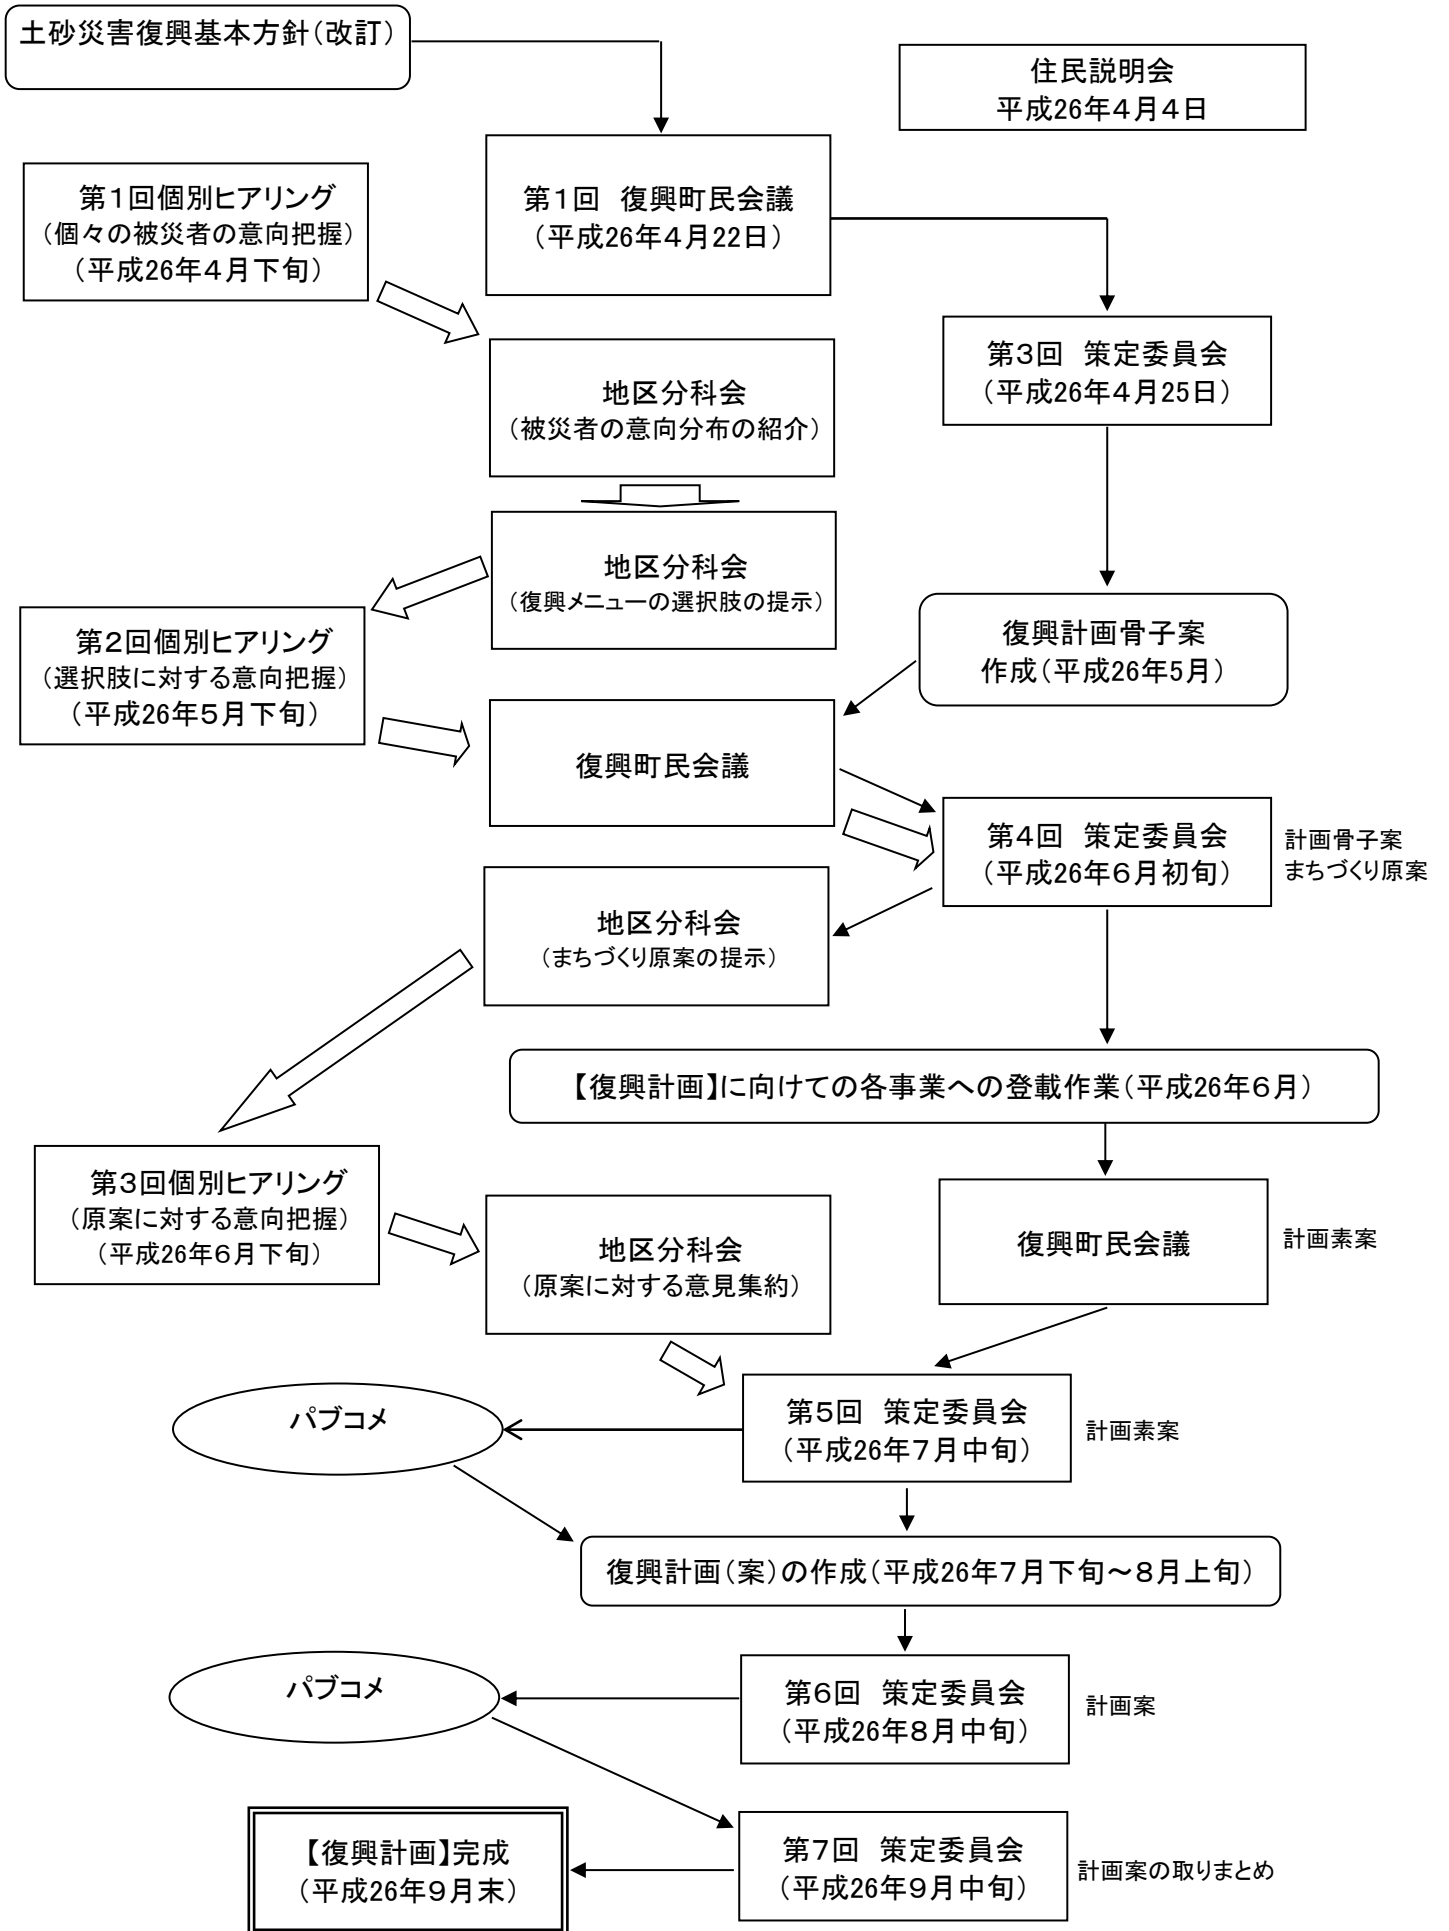 土砂災害復興基本方針（改訂）
住民説明会
平成26年４月４日
第１回　復興町民会議
（平成26年４月22日）
第１回個別ヒアリング
（個々の被災者の意向把握）
（平成26年４月下旬）
第３回　策定委員会
（平成26年４月25日）
地区分科会
（被災者の意向分布の紹介）
地区分科会
（復興メニューの選択肢の提示）
第２回個別ヒアリング
（選択肢に対する意向把握）
（平成26年５月下旬）
復興計画骨子案
作成（平成26年5月）
復興町民会議
第４回　策定委員会
（平成26年６月初旬）
計画骨子案
まちづくり原案
地区分科会
（まちづくり原案の提示）
【復興計画】に向けての各事業への登載作業（平成26年６月）
第３回個別ヒアリング
（原案に対する意向把握）
（平成26年６月下旬）
地区分科会
（原案に対する意見集約）
復興町民会議
計画素案
パブコメ
第５回　策定委員会
（平成26年７月中旬）
計画素案
復興計画（案）の作成（平成26年７月下旬～８月上旬）
パブコメ
第６回　策定委員会
（平成26年８月中旬）
計画案
【復興計画】完成
（平成26年９月末）
第７回　策定委員会
（平成26年９月中旬）
計画案の取りまとめ